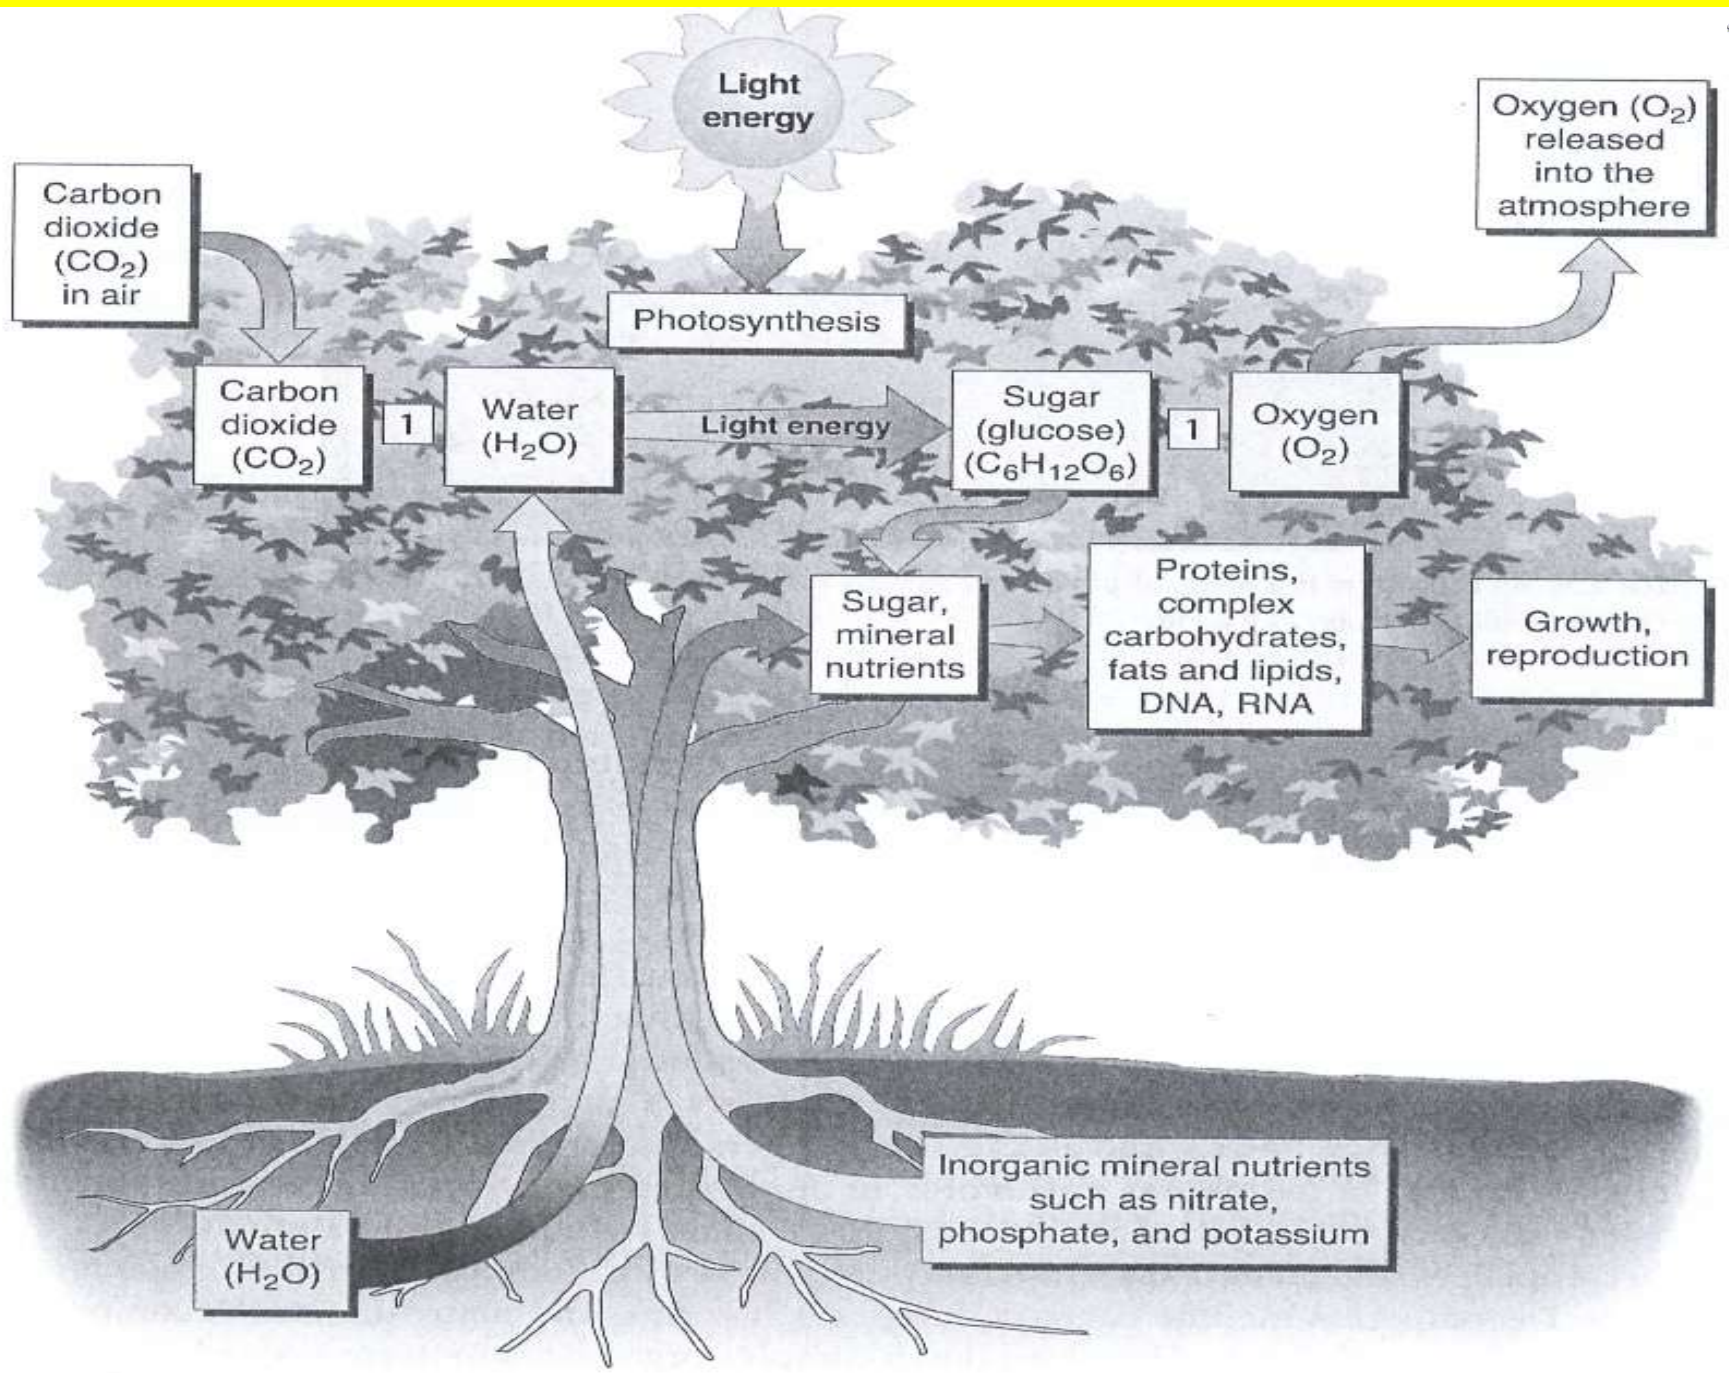 Light
energy
Oxygen (O₂)
released
into the
atmosphere
Carbon
dioxide
(CO₂)
in air
Photosynthesis
Carbon
dioxide
(CO₂)
1
Water
(H₂O)
Light energy
Sugar
(glucose)
(C₆H₁₂O₆)
1
Oxygen
(O₂)
Sugar,
mineral
nutrients
Proteins,
complex
carbohydrates,
fats and lipids,
DNA, RNA
Growth,
reproduction
Inorganic mineral nutrients
such as nitrate,
phosphate, and potassium
Water
(H₂O)